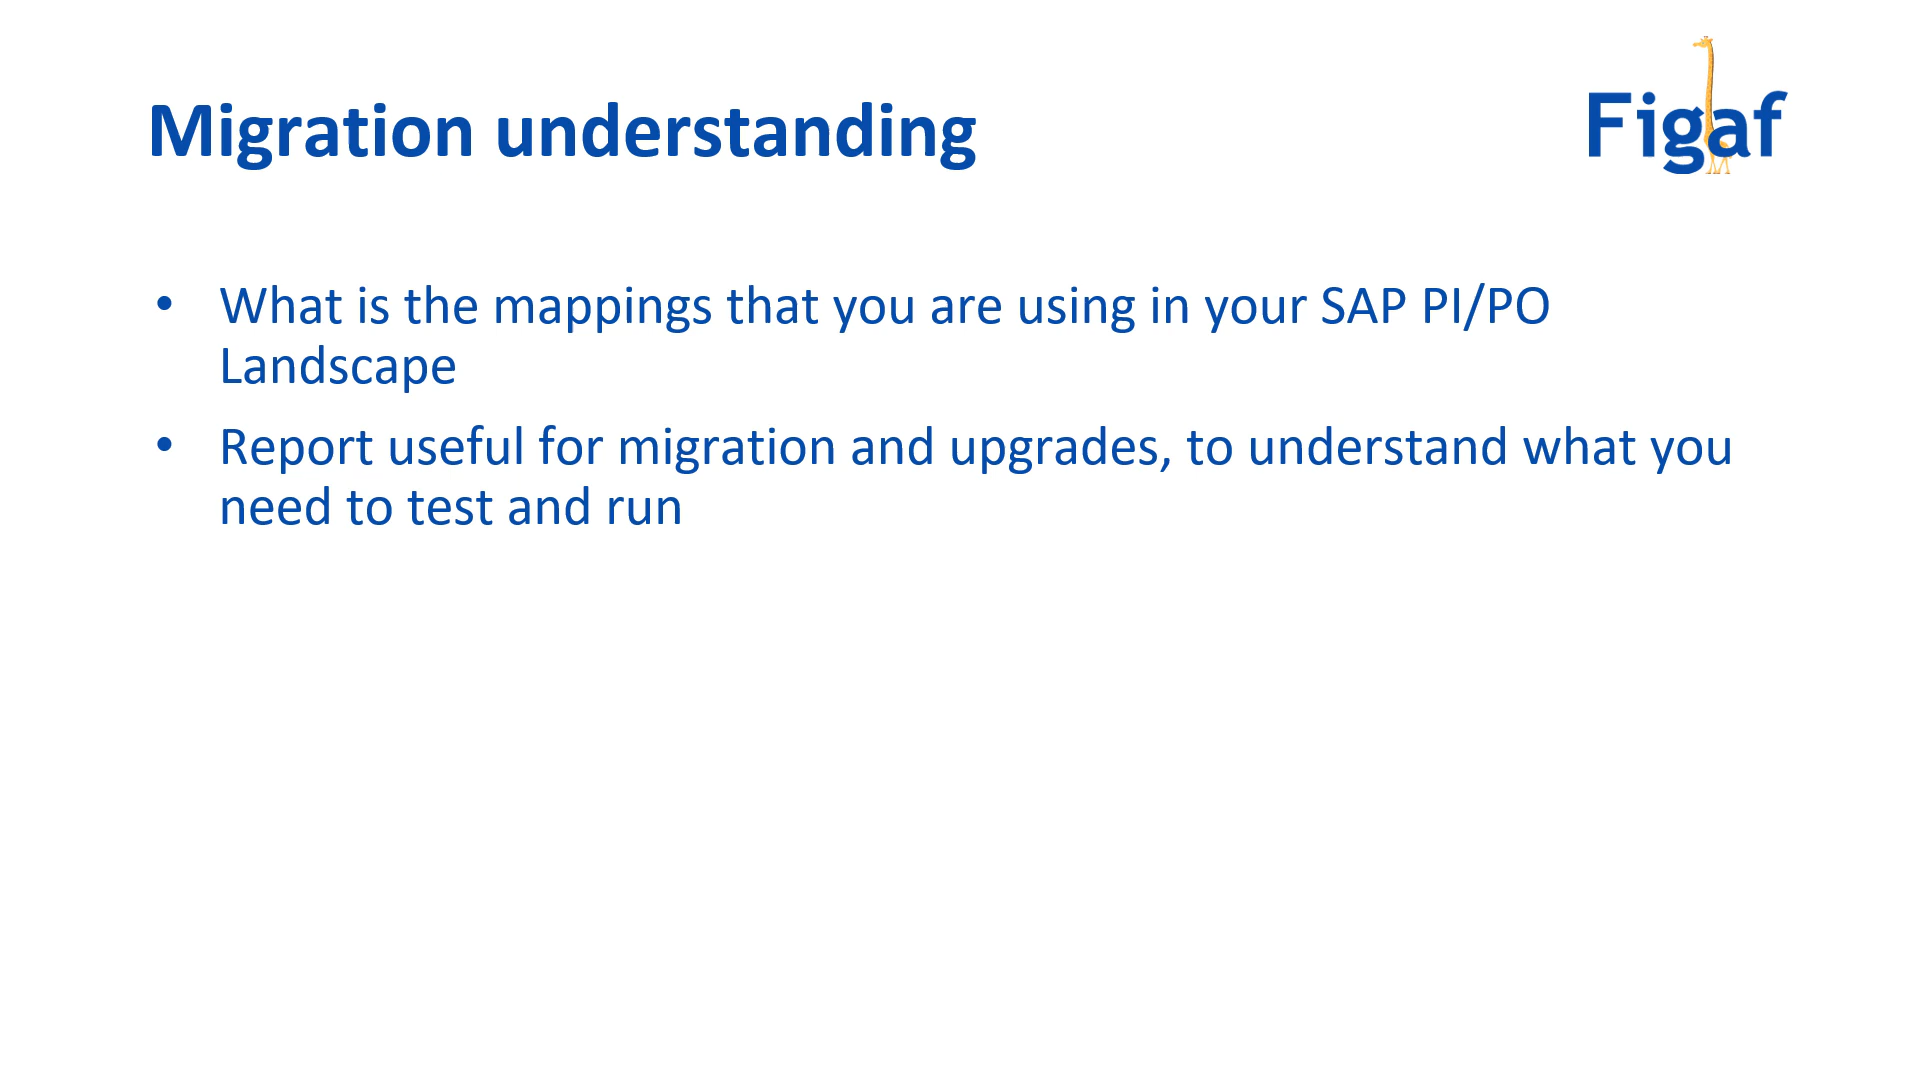 Migration understanding
Figaf
• What is the mappings that you are using in your SAP PI/PO
Landscape
• Report useful for migration and upgrades, to understand what you
need to test and run